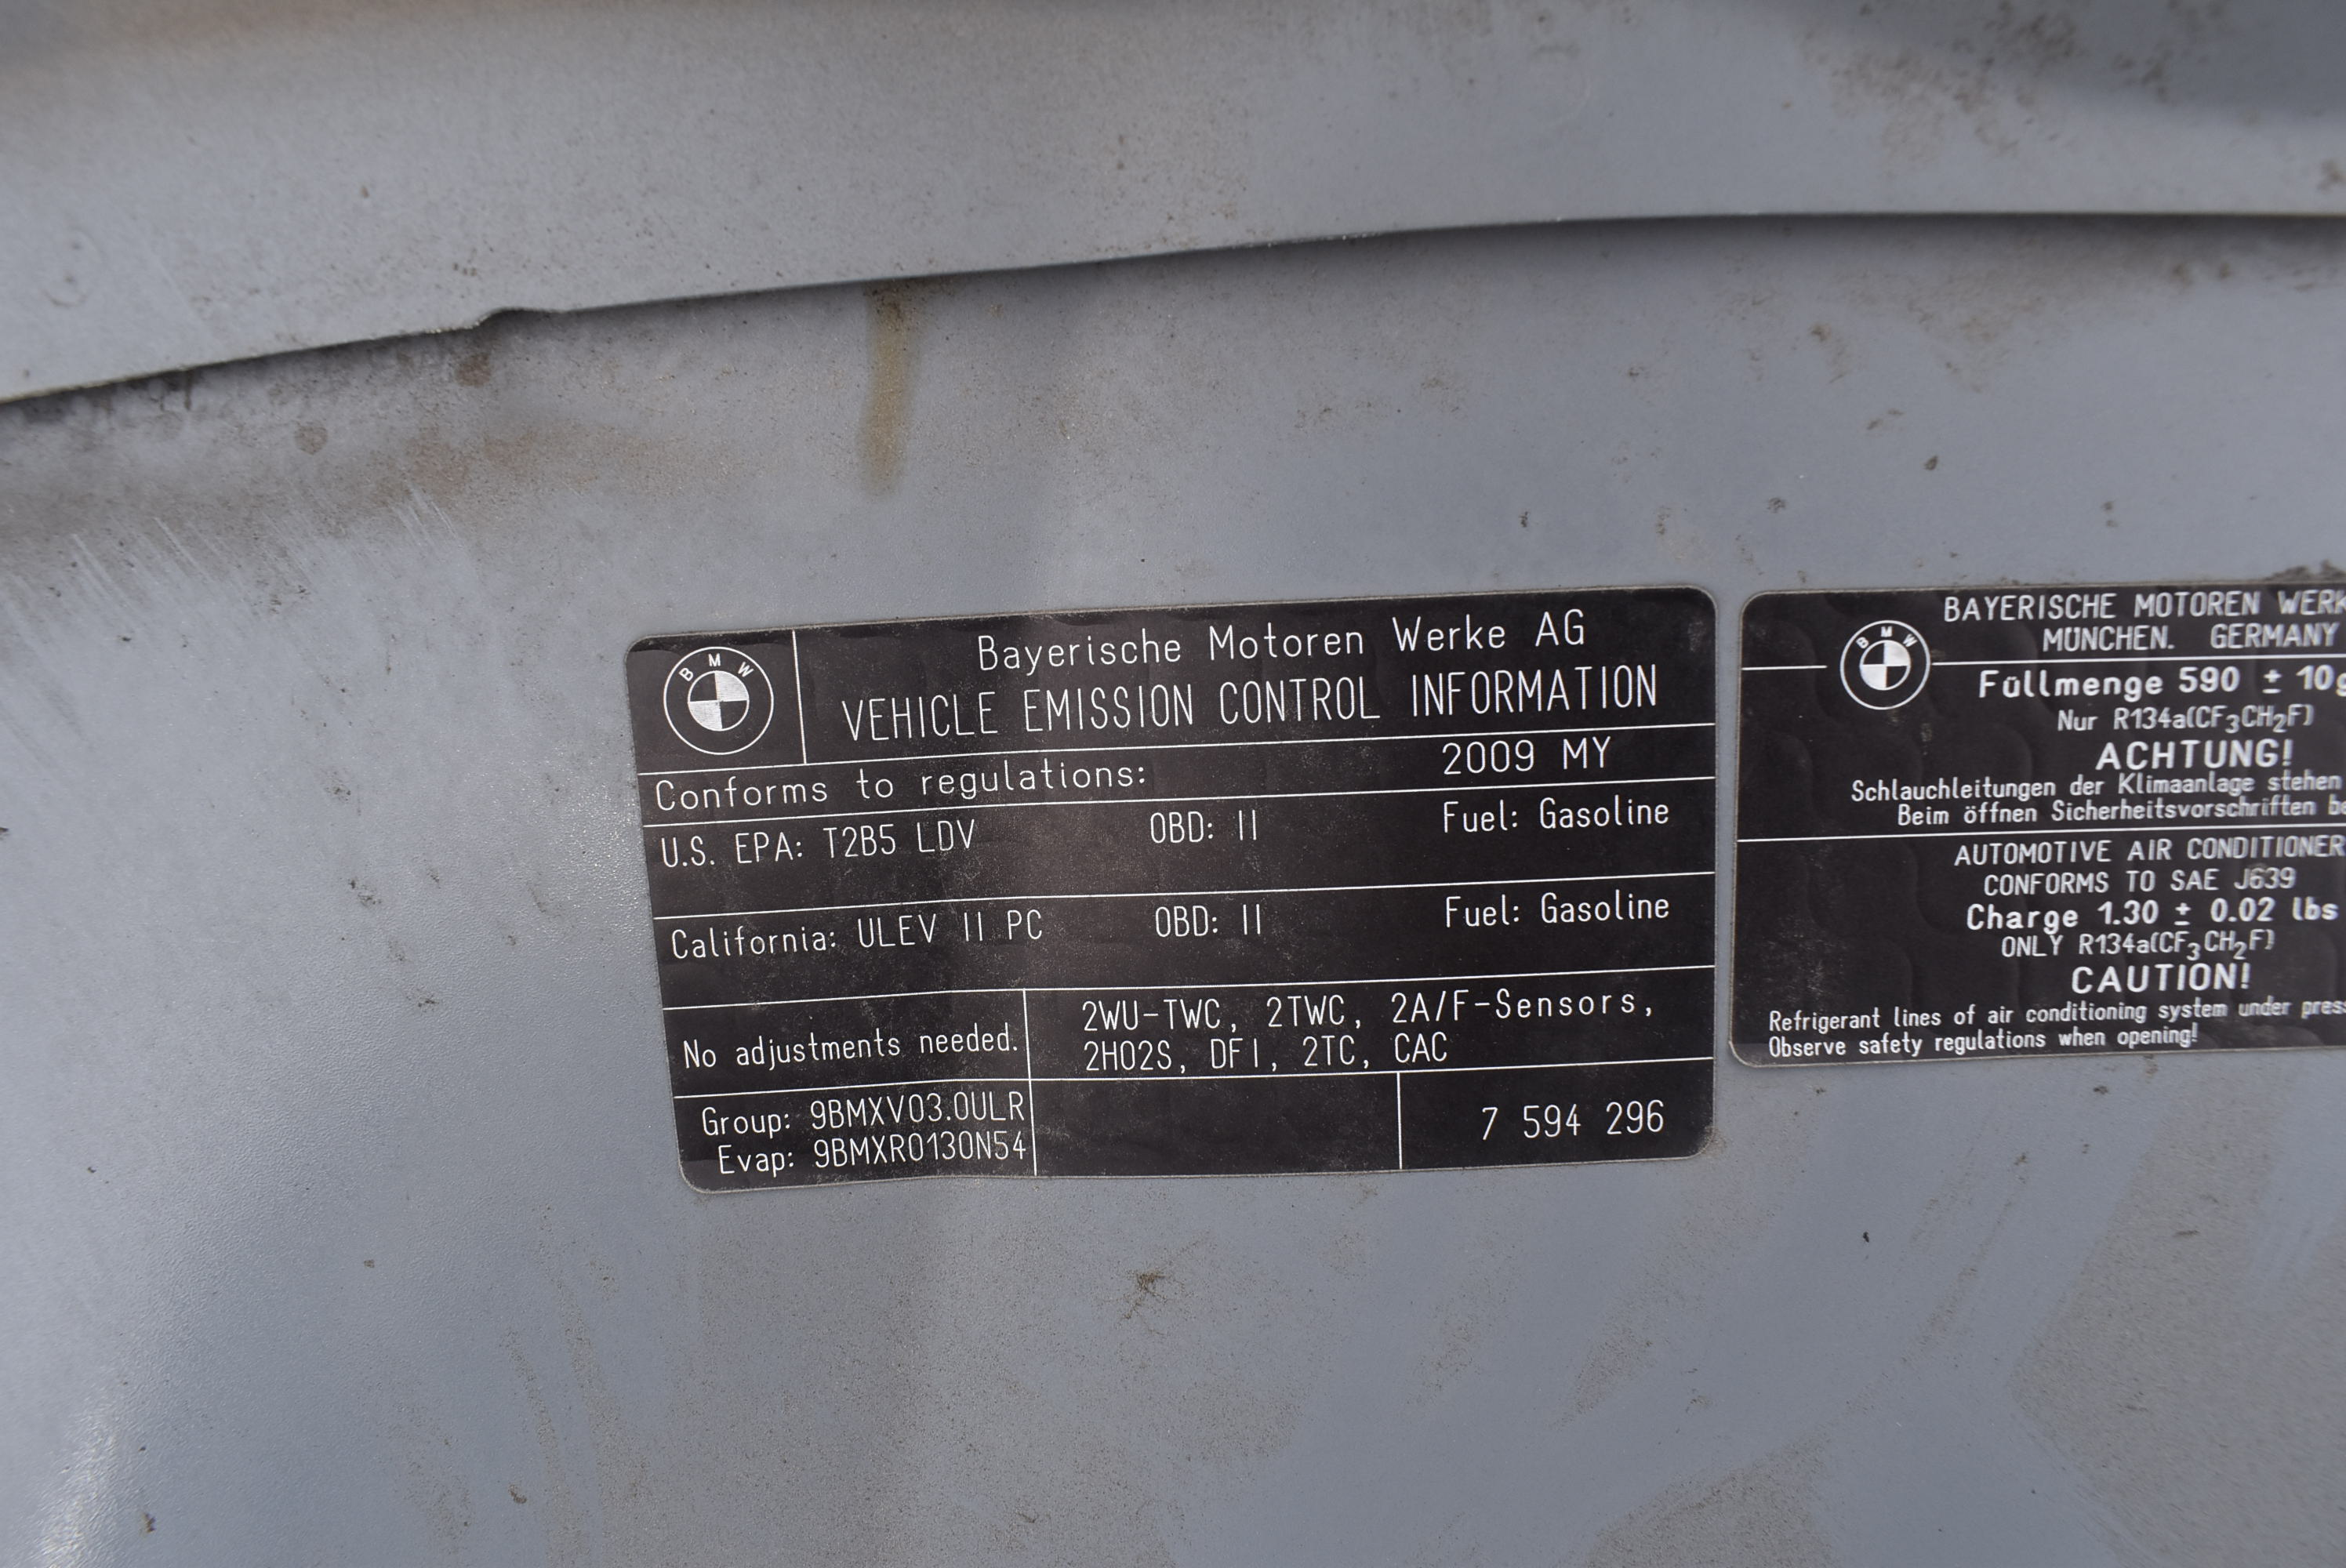 BMW
Bayerische Motoren Werke AG
VEHICLE EMISSION CONTROL INFORMATION
Conforms to regulations: 2009 MY
U.S. EPA: T2B5 LDV OBD: II Fuel: Gasoline
California: ULEV II PC OBD: II Fuel: Gasoline
No adjustments needed.
2WU-TWC, 2TWC, 2A/F-Sensors,
2HO2S, DFI, 2TC, CAC
Group: 9BMXV03.0ULR
Evap: 9BMXR0130N54
7 594 296
BMW
BAYERISCHE MOTOREN
MÜNCHEN. GERMANY
Füllmenge 590 ± 10g
Nur R134a(CF3CH2F)
ACHTUNG!
Schlauchleitungen der Klimaanlage stehen
Beim öffnen Sicherheitsvorschriften
AUTOMOTIVE AIR CONDITIONER
CONFORMS TO SAE J639
Charge 1.30 ± 0.02 lbs
ONLY R134a(CF3CH2F)
CAUTION!
Refrigerant lines of air conditioning system under
Observe safety regulations when opening!